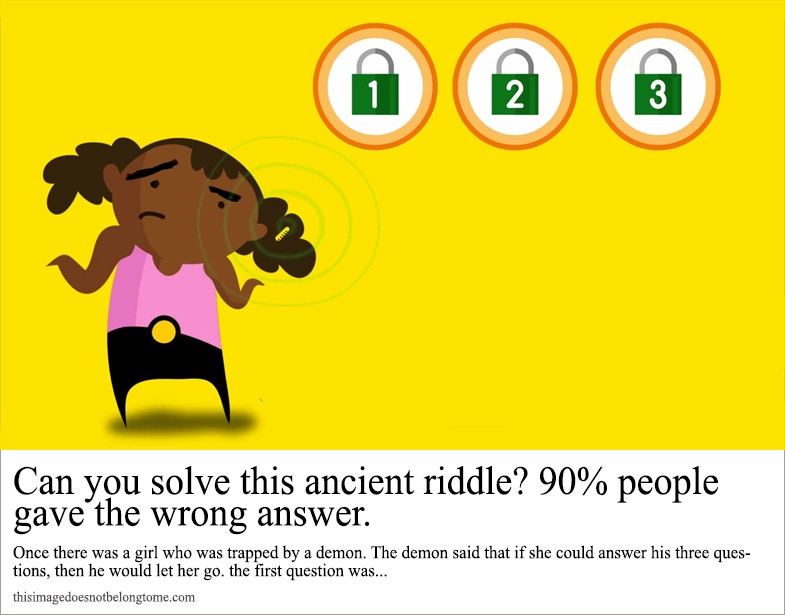 1 2 3
Can you solve this ancient riddle? 90% people
gave the wrong answer.
Once there was a girl who was trapped by a demon. The demon said that if she could answer his three ques-
tions, then he would let her go. the first question was...
thisimagedoesnotbelongtome.com